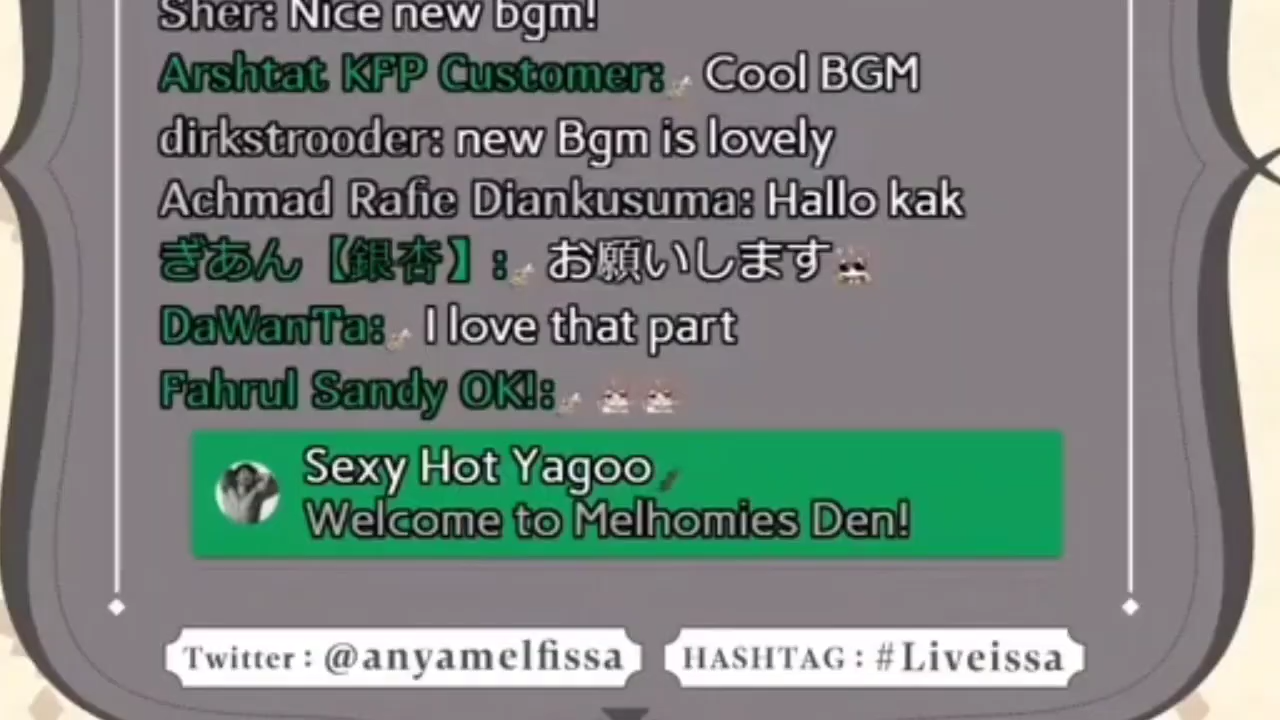 Sher: Nice new bgm!
Arshtat KFP Customer: Cool BGM
dirkstrooder: new Bgm is lovely
Achmad Rafie Diankusuma: Hallo kak
ぎあん【銀杏】: お願いします
DaWanTa: I love that part
Fahrul Sandy OK!:
Sexy Hot Yagoo
Welcome to Melhomies Den!
Twitter : @anyamelfissa HASHTAG : #Liveissa